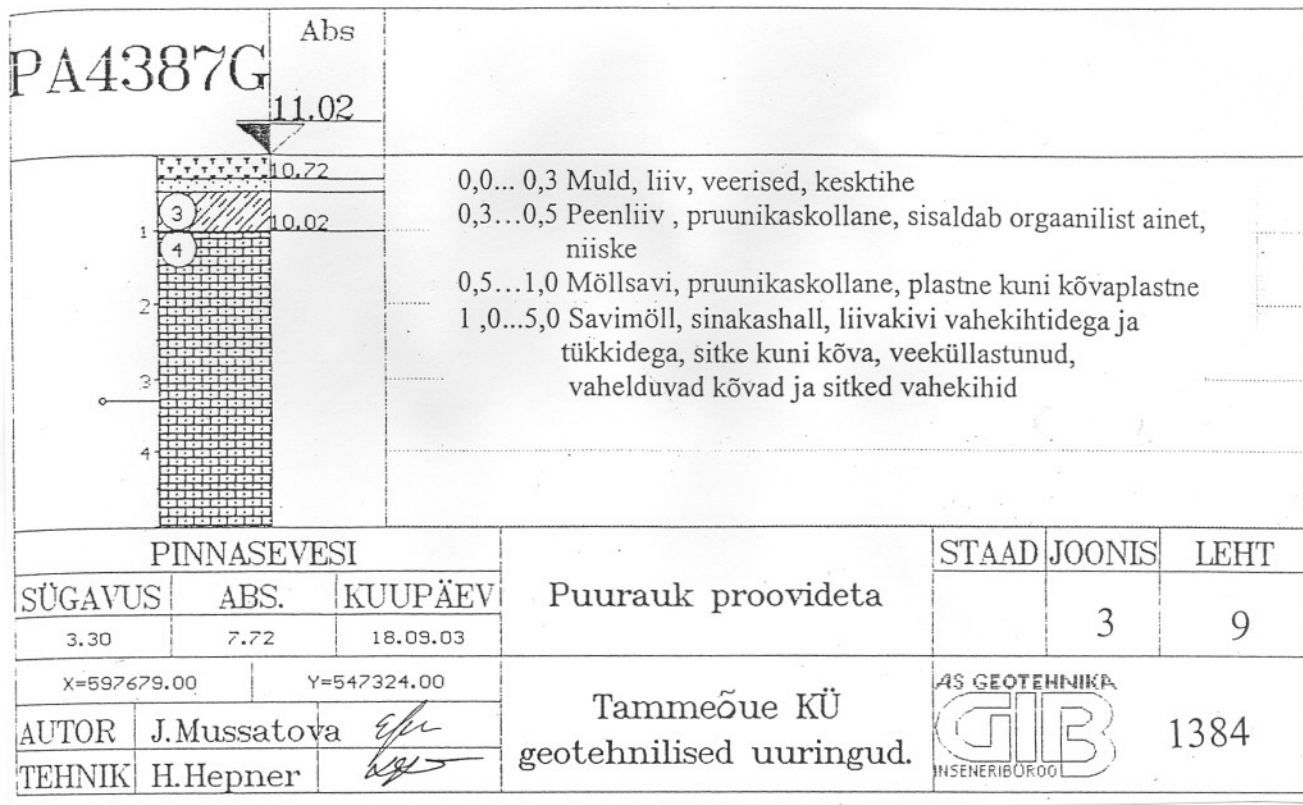 PA4387G
Abs
11.02
10.72
10.02
3
4
1
2
3
4
0,0... 0,3 Muld, liiv, veerised, kesktihe
0,3...0,5 Peenliiv , pruunikaskollane, sisaldab orgaanilist ainet,
niiske
0,5...1,0 Möllsavi, pruunikaskollane, plastne kuni kõvaplastne
1 ,0...5,0 Savimöll, sinakashall, liivakivi vahekihtidega ja
tükkidega, sitke kuni kõva, veeküllastunud,
vahelduvad kõvad ja sitked vahekihid
PINNASEVESI
SÜGAVUS ABS. KUUPÄEV
3.30 7.72 18.09.03
X=597679.00 Y=547324.00
AUTOR J.Mussatova
TEHNIK H.Hepner
Puurauk proovideta
Tammeõue KÜ
geotehnilised uuringud.
STAAD JOONIS LEHT
3 9
AS GEOTEHNIKA
GIB
INSENERIBÜROO
1384